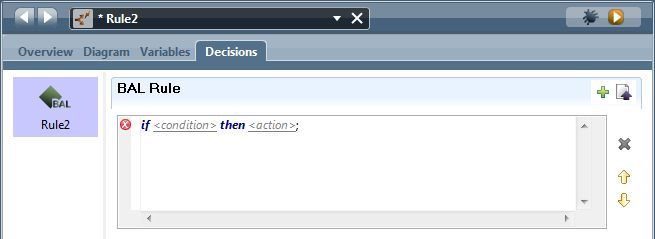 * Rule2
Overview Diagram Variables Decisions
BAL
Rule2
BAL Rule
if <condition> then <action>;